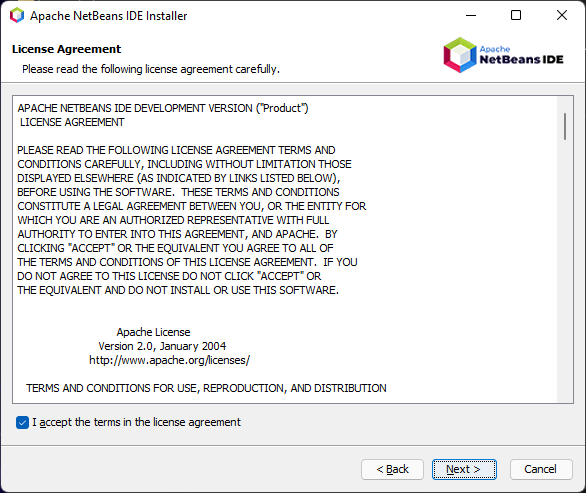 Apache NetBeans IDE Installer
License Agreement
Please read the following license agreement carefully.
Apache
NetBeans IDE
APACHE NETBEANS IDE DEVELOPMENT VERSION ("Product")
LICENSE AGREEMENT
PLEASE READ THE FOLLOWING LICENSE AGREEMENT TERMS AND
CONDITIONS CAREFULLY, INCLUDING WITHOUT LIMITATION THOSE
DISPLAYED ELSEWHERE (AS INDICATED BY LINKS LISTED BELOW),
BEFORE USING THE SOFTWARE.  THESE TERMS AND CONDITIONS
CONSTITUTE A LEGAL AGREEMENT BETWEEN YOU, OR THE ENTITY FOR
WHICH YOU ARE AN AUTHORIZED REPRESENTATIVE WITH FULL
AUTHORITY TO ENTER INTO THIS AGREEMENT, AND APACHE.  BY
CLICKING "ACCEPT" OR THE EQUIVALENT YOU AGREE TO ALL OF
THE TERMS AND CONDITIONS OF THIS LICENSE AGREEMENT.  IF YOU
DO NOT AGREE TO THIS LICENSE DO NOT CLICK "ACCEPT" OR
THE EQUIVALENT AND DO NOT INSTALL OR USE THIS SOFTWARE.
Apache License
Version 2.0, January 2004
http://www.apache.org/licenses/
TERMS AND CONDITIONS FOR USE, REPRODUCTION, AND DISTRIBUTION
I accept the terms in the license agreement
< Back
Next >
Cancel